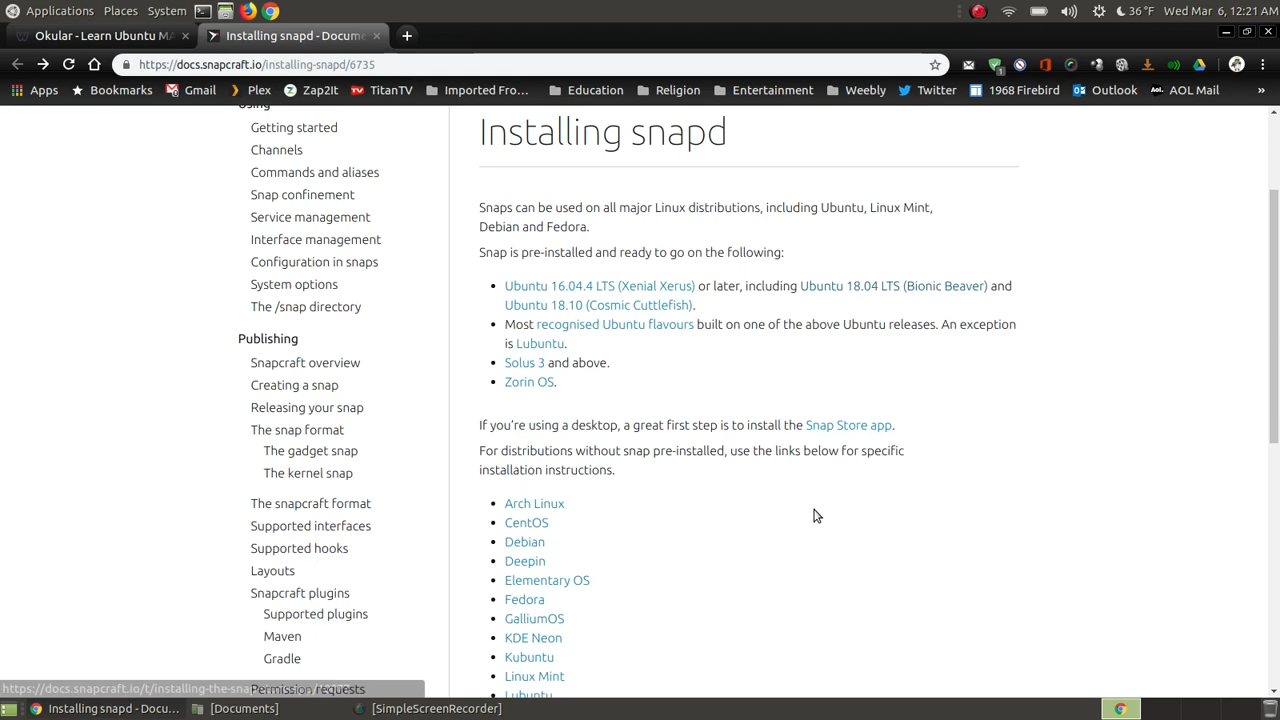 Applications Places System 36 °F Wed Mar. 6, 12:21 AM
Okular - Learn Ubuntu MA × Installing snapd - Docume × +
https://docs.snapcraft.io/installing-snapd/6735
Apps Bookmarks Gmail Plex Zap2It TitanTV Imported Fro... Education Religion Entertainment Weebly Twitter 1968 Firebird Outlook AOL Mail »
Using
Getting started
Channels
Commands and aliases
Snap confinement
Service management
Interface management
Configuration in snaps
System options
The /snap directory
Publishing
Snapcraft overview
Creating a snap
Releasing your snap
The snap format
The gadget snap
The kernel snap
The snapcraft format
Supported interfaces
Supported hooks
Layouts
Snapcraft plugins
Supported plugins
Maven
Gradle
Permission requests
Installing snapd
Snaps can be used on all major Linux distributions, including Ubuntu, Linux Mint,
Debian and Fedora.
Snap is pre-installed and ready to go on the following:
• Ubuntu 16.04.4 LTS (Xenial Xerus) or later, including Ubuntu 18.04 LTS (Bionic Beaver) and
Ubuntu 18.10 (Cosmic Cuttlefish).
• Most recognised Ubuntu flavours built on one of the above Ubuntu releases. An exception
is Lubuntu.
• Solus 3 and above.
• Zorin OS.
If you're using a desktop, a great first step is to install the Snap Store app.
For distributions without snap pre-installed, use the links below for specific
installation instructions.
• Arch Linux
• CentOS
• Debian
• Deepin
• Elementary OS
• Fedora
• GalliumOS
• KDE Neon
• Kubuntu
• Linux Mint
• Lubuntu
Installing snapd - Docu... [Documents] [SimpleScreenRecorder]